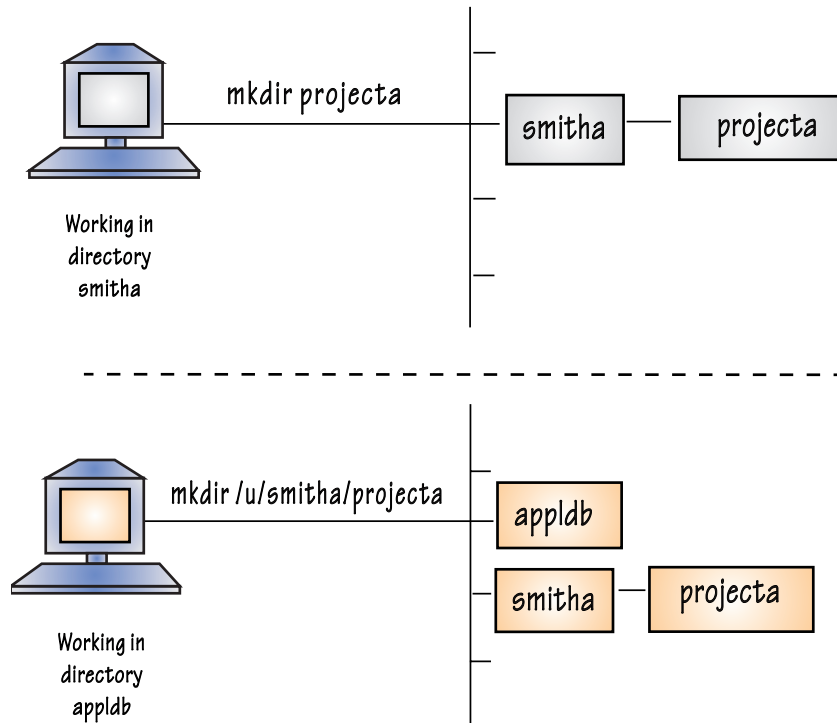 mkdir projecta
smitha
projecta
Working in
directory
smitha
mkdir /u/smitha/projecta
appldb
smitha
projecta
Working in
directory
appldb